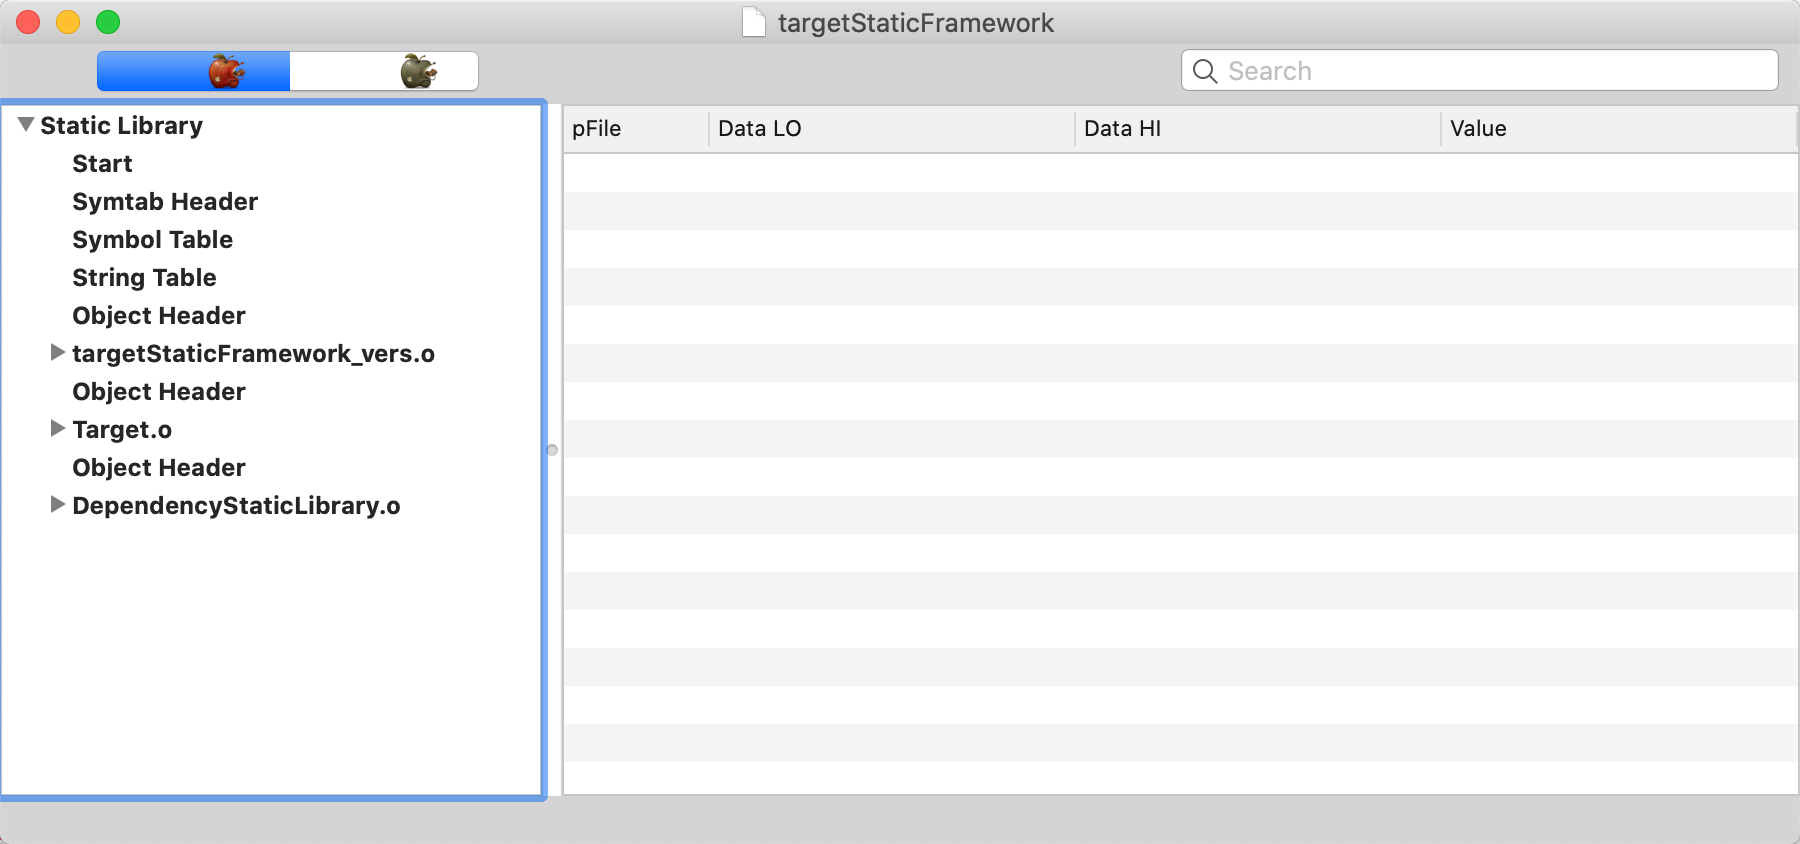 targetStaticFramework
Search
Static Library
Start
Symtab Header
Symbol Table
String Table
Object Header
targetStaticFramework_vers.o
Object Header
Target.o
Object Header
DependencyStaticLibrary.o
pFile Data LO Data HI Value